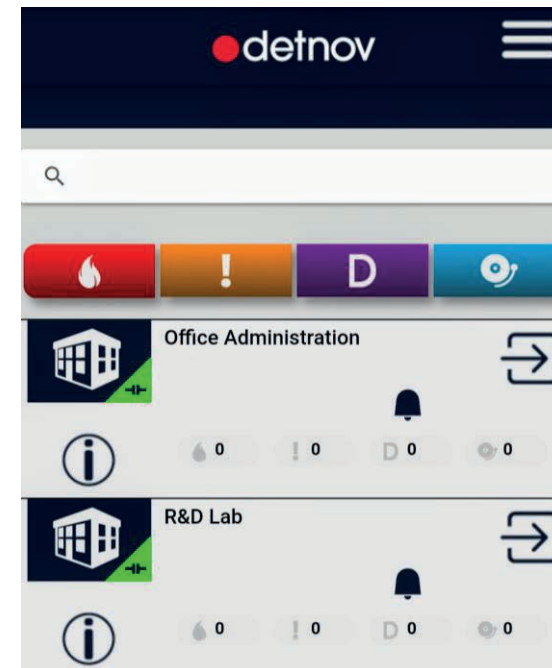 detnov
! D
Office Administration
0 ! 0 D 0 0
R&D Lab
0 ! 0 D 0 0